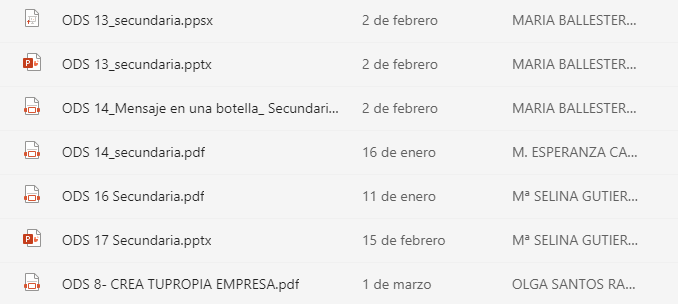 ODS 13_secundaria.ppsx 2 de febrero MARIA BALLESTER...
ODS 13_secundaria.pptx 2 de febrero MARIA BALLESTER...
ODS 14_Mensaje en una botella_ Secundari... 2 de febrero MARIA BALLESTER...
ODS 14_secundaria.pdf 16 de enero M. ESPERANZA CA...
ODS 16 Secundaria.pdf 11 de enero Mª SELINA GUTIER...
ODS 17 Secundaria.pptx 15 de febrero Mª SELINA GUTIER...
ODS 8- CREA TUPROPIA EMPRESA.pdf 1 de marzo OLGA SANTOS RA...